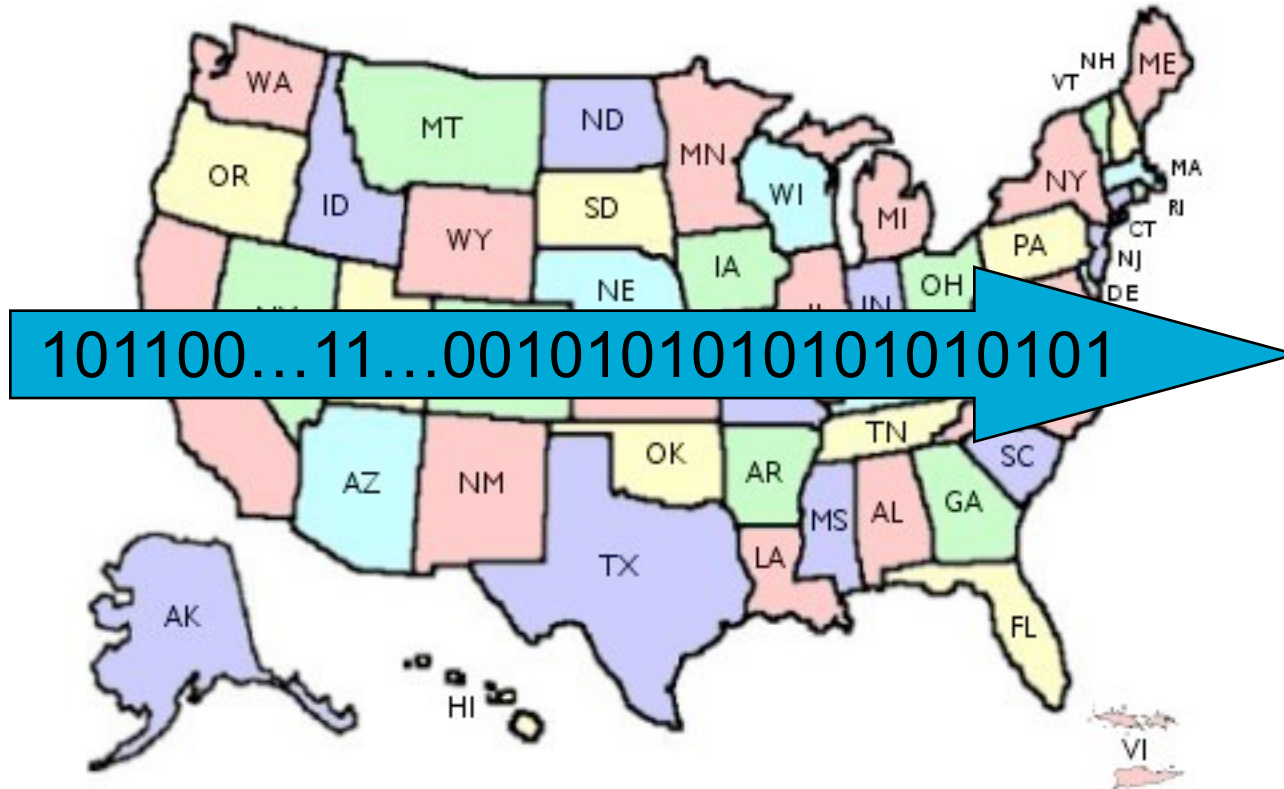 ME
NH
VT
WA
ND
MT
MN
MA
OR
NY
WI
ID
RI
SD
MI
CT
WY
PA
NJ
IA
OH
NE
DE
IN
101100…11…0010101010101010101
TN
OK
SC
AR
AZ
NM
GA
MS
AL
LA
TX
AK
FL
HI
VI